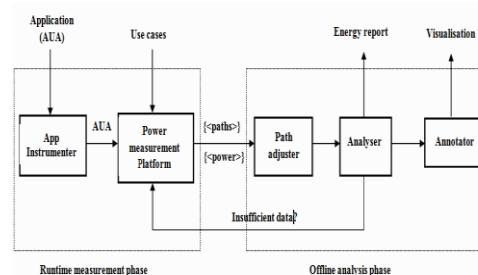 Application
(AUA)
Use cases
Energy report
Visualisation
App
Instrumenter
AUA
Power
measurement
Platform
{<paths>}
{<power>}
Path
adjuster
Analyser
Annotator
Insufficient data?
Runtime measurement phase
Offline analysis phase